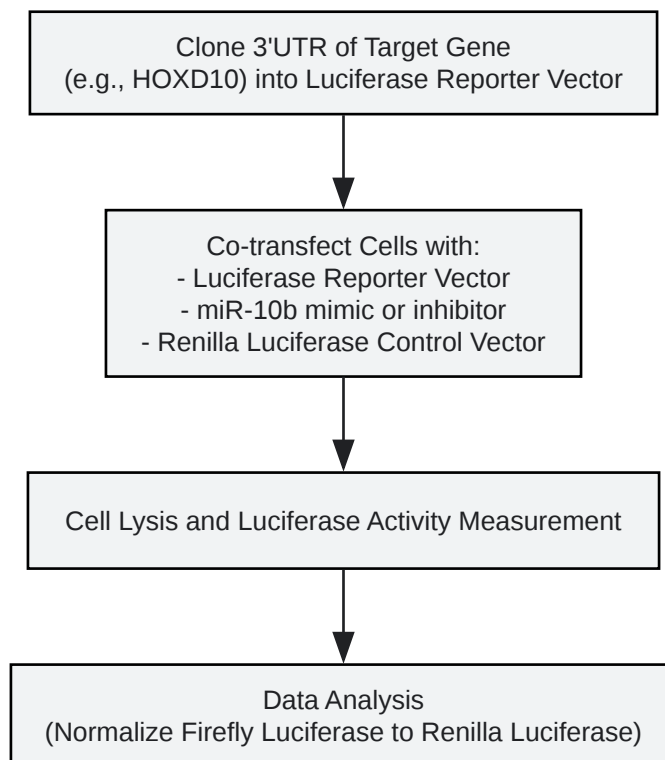 Clone 3'UTR of Target Gene
(e.g., HOXD10) into Luciferase Reporter Vector
Co-transfect Cells with:
- Luciferase Reporter Vector
- miR-10b mimic or inhibitor
- Renilla Luciferase Control Vector
Cell Lysis and Luciferase Activity Measurement
Data Analysis
(Normalize Firefly Luciferase to Renilla Luciferase)